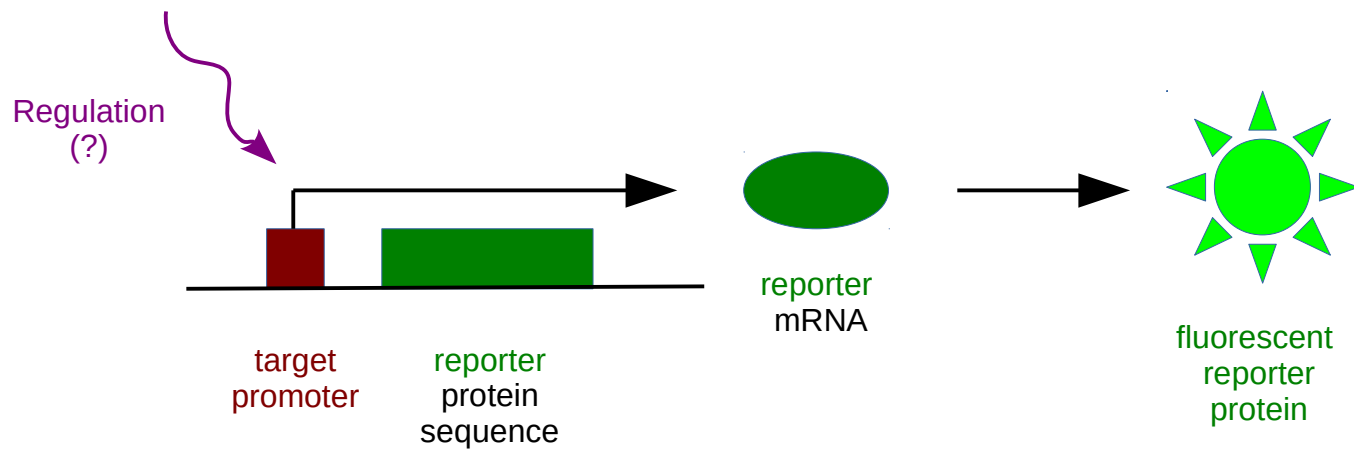 Regulation
(?)
target
promoter
reporter
protein
sequence
reporter
mRNA
fluorescent
reporter
protein